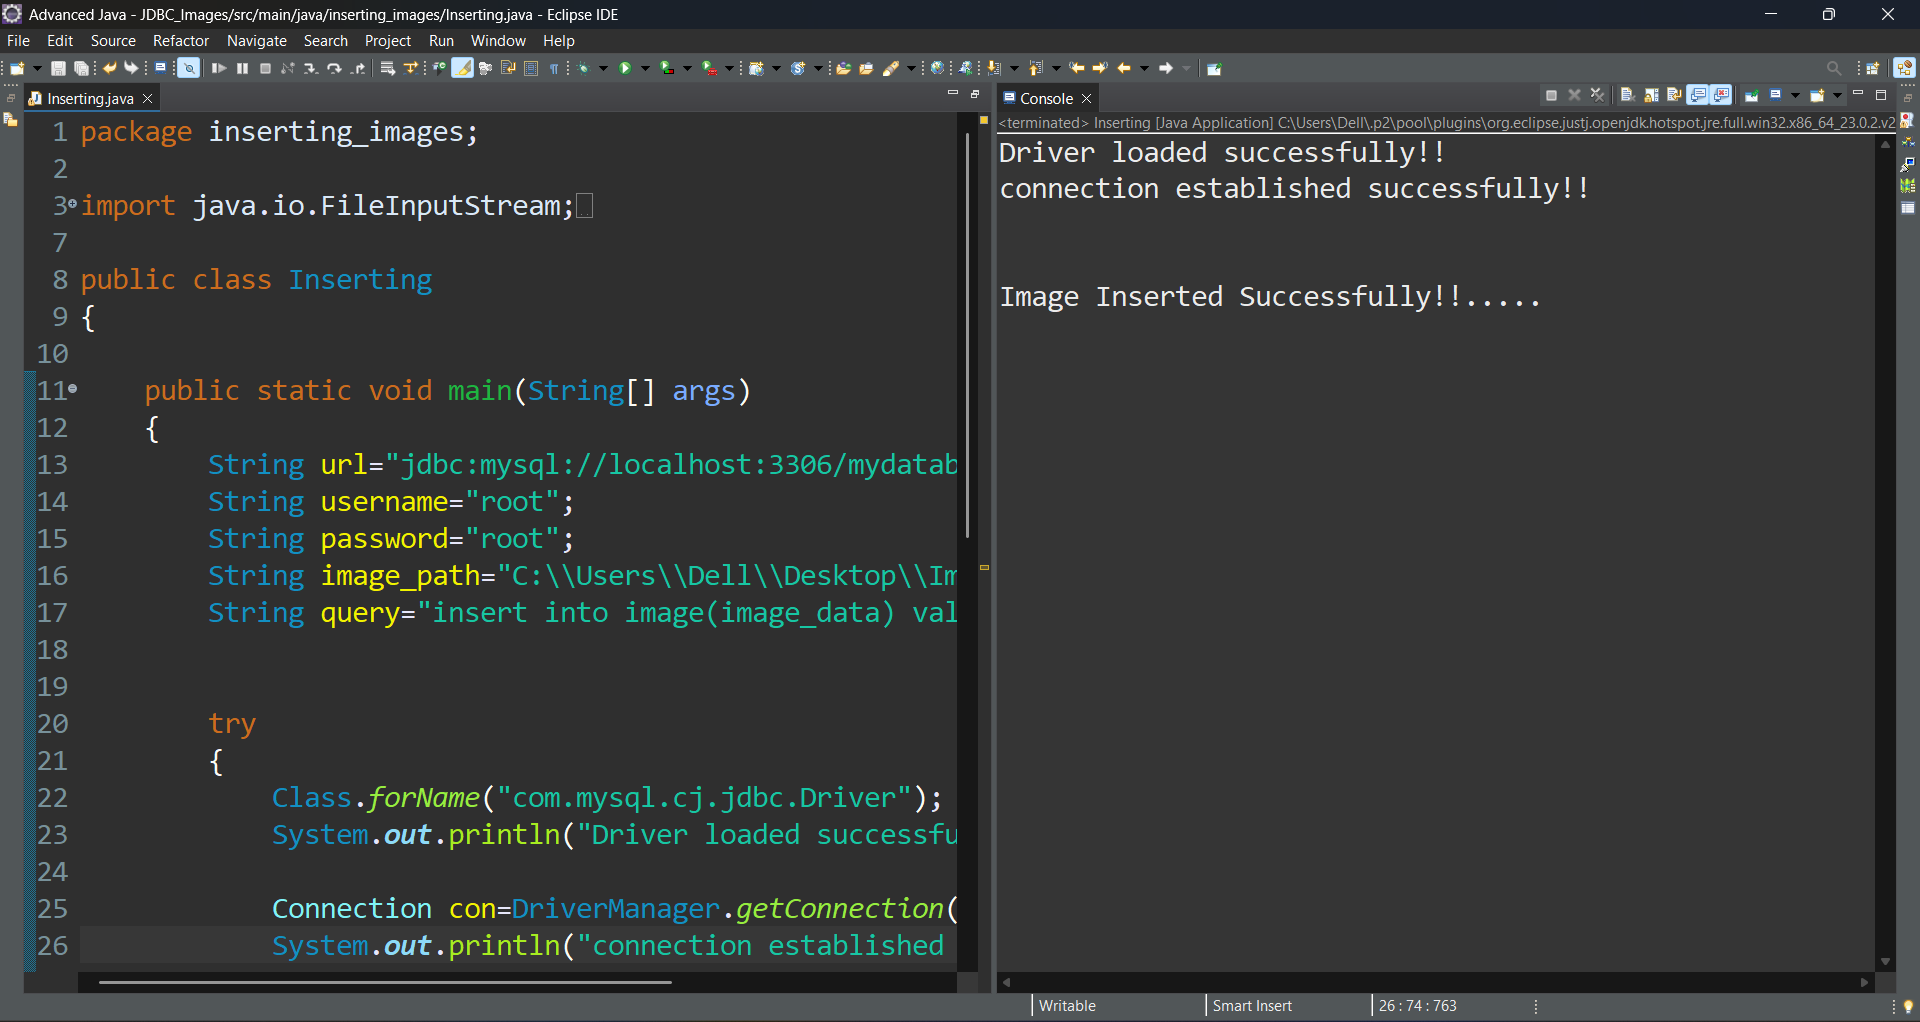 Advanced Java - JDBC_Images/src/main/java/inserting_images/Inserting.java - Eclipse IDE
File Edit Source Refactor Navigate Search Project Run Window Help
Inserting.java
1 package inserting_images;
2
3 import java.io.FileInputStream;
7
8 public class Inserting
9 {
10
11 public static void main(String[] args)
12 {
13 String url="jdbc:mysql://localhost:3306/mydatab
14 String username="root";
15 String password="root";
16 String image_path="C:\\Users\\Dell\\Desktop\\Im
17 String query="insert into image(image_data) val
18
19
20 try
21 {
22 Class.forName("com.mysql.cj.jdbc.Driver");
23 System.out.println("Driver loaded successfu
24
25 Connection con=DriverManager.getConnection(
26 System.out.println("connection established
Console
<terminated> Inserting [Java Application] C:\Users\Dell\.p2\pool\plugins\org.eclipse.justj.openjdk.hotspot.jre.full.win32.x86_64_23.0.2.v2
Driver loaded successfully!!
connection established successfully!!
Image Inserted Successfully!!.....
Writable Smart Insert 26 : 74 : 763